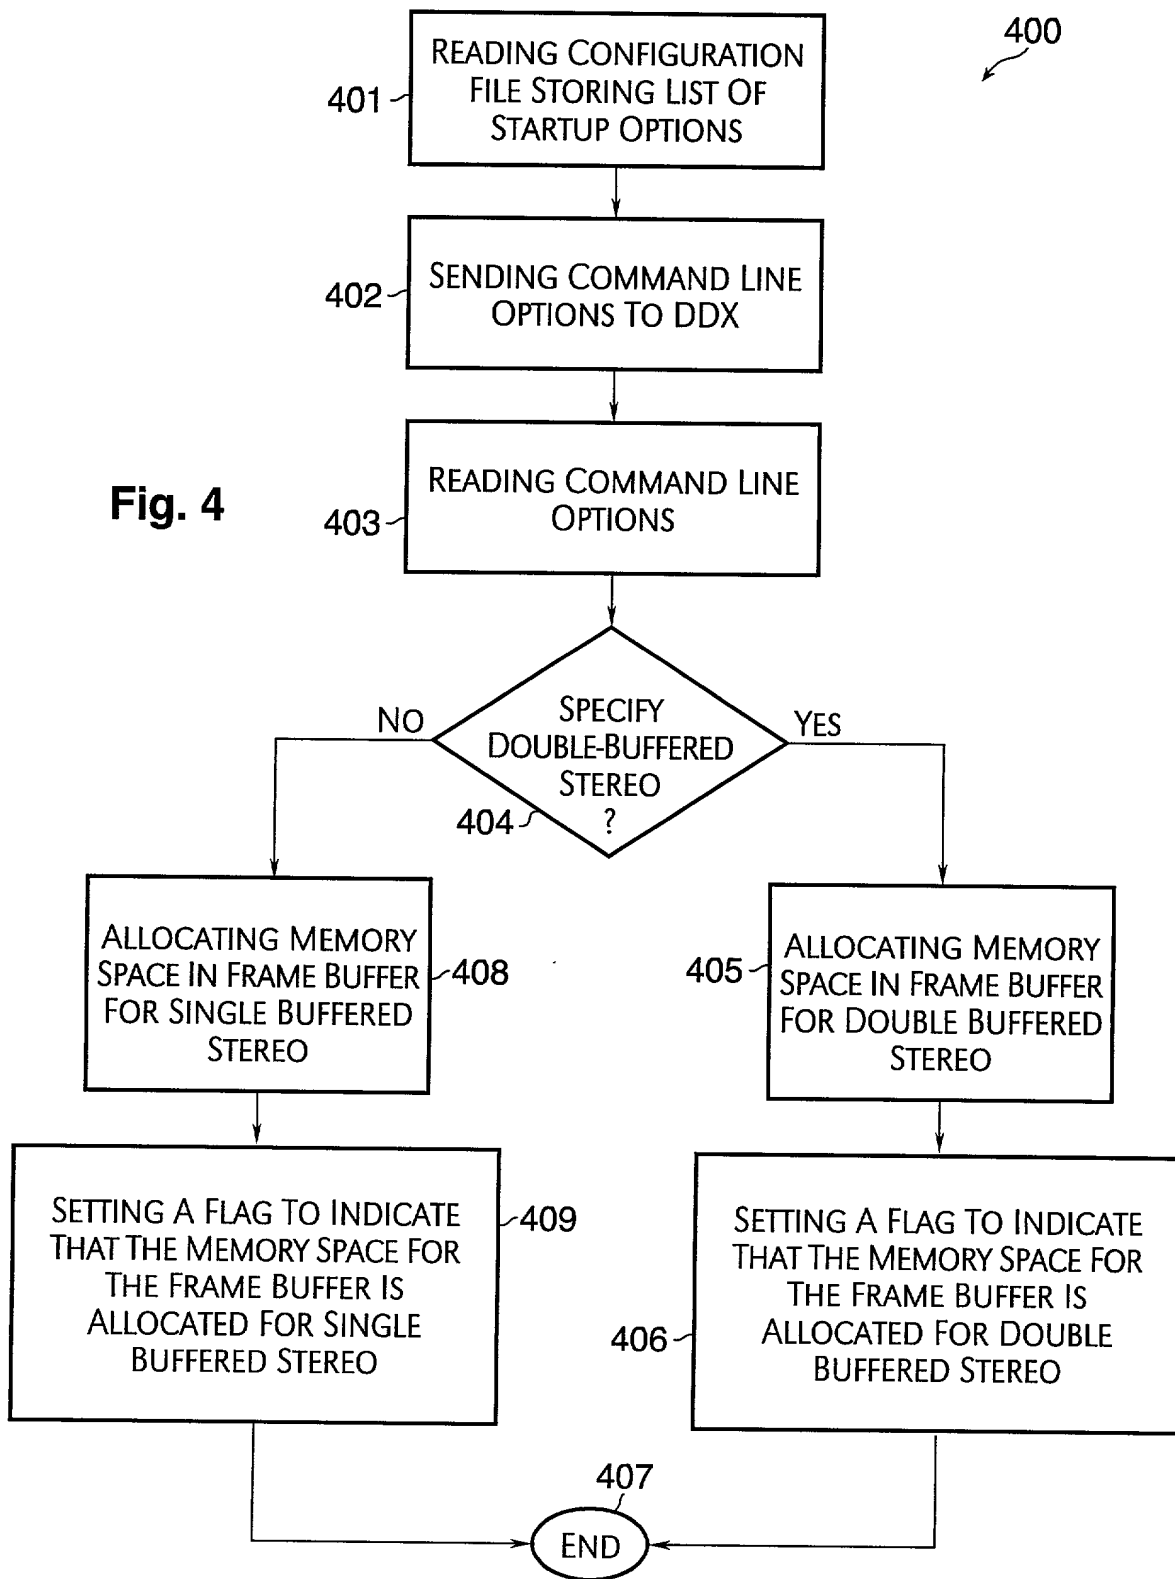 400
READING CONFIGURATION
FILE STORING LIST OF
STARTUP OPTIONS
401
SENDING COMMAND LINE
OPTIONS TO DDX
402
READING COMMAND LINE
OPTIONS
403
Fig. 4
SPECIFY
DOUBLE-BUFFERED
STEREO
?
404
NO
YES
ALLOCATING MEMORY
SPACE IN FRAME BUFFER
FOR SINGLE BUFFERED
STEREO
408
405
ALLOCATING MEMORY
SPACE IN FRAME BUFFER
FOR DOUBLE BUFFERED
STEREO
SETTING A FLAG TO INDICATE
THAT THE MEMORY SPACE FOR
THE FRAME BUFFER IS
ALLOCATED FOR SINGLE
BUFFERED STEREO
409
406
SETTING A FLAG TO INDICATE
THAT THE MEMORY SPACE FOR
THE FRAME BUFFER IS
ALLOCATED FOR DOUBLE
BUFFERED STEREO
407
END